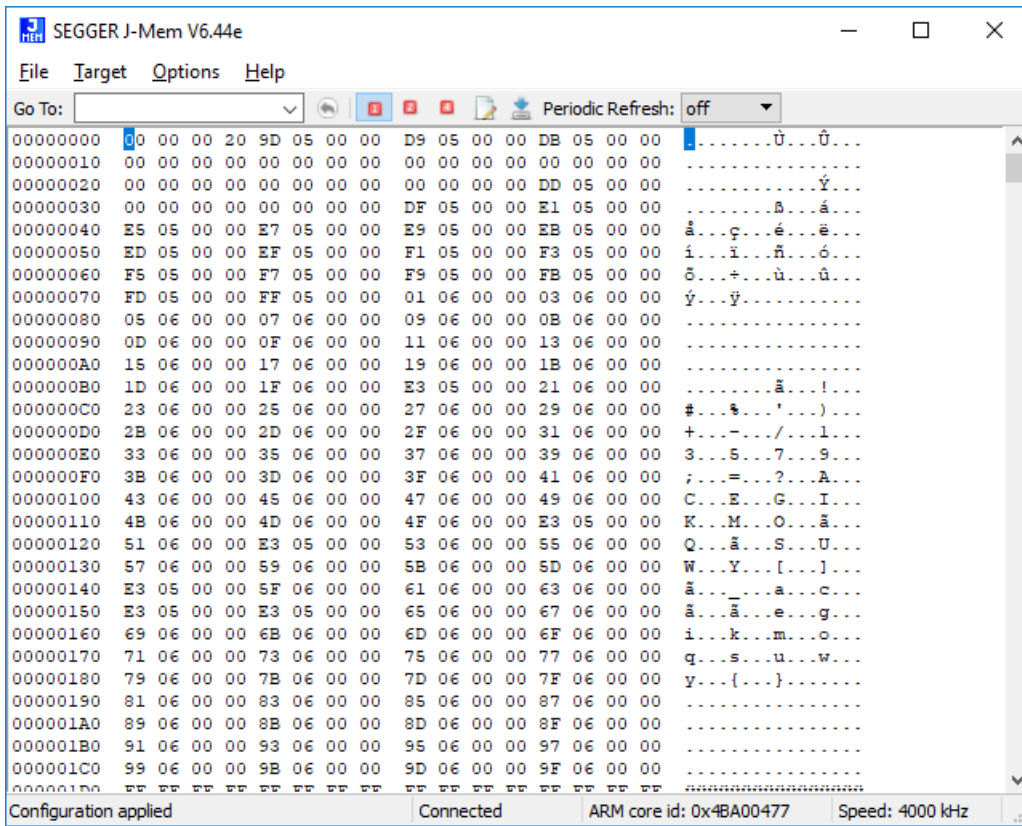 SEGGER J-Mem V6.44e
File Target Options Help
Go To: Periodic Refresh: off
00000000 00 00 00 20 9D 05 00 00 D9 05 00 00 DB 05 00 00 ........Ù...Û...
00000010 00 00 00 00 00 00 00 00 00 00 00 00 00 00 00 00 ................
00000020 00 00 00 00 00 00 00 00 00 00 00 00 DD 05 00 00 ............Ý...
00000030 00 00 00 00 00 00 00 00 DF 05 00 00 E1 05 00 00 ........ß...á...
00000040 E5 05 00 00 E7 05 00 00 E9 05 00 00 EB 05 00 00 å...ç...é...ë...
00000050 ED 05 00 00 EF 05 00 00 F1 05 00 00 F3 05 00 00 í...ï...ñ...ó...
00000060 F5 05 00 00 F7 05 00 00 F9 05 00 00 FB 05 00 00 õ...÷...ù...û...
00000070 FD 05 00 00 FF 05 00 00 01 06 00 00 03 06 00 00 ý...ÿ...........
00000080 05 06 00 00 07 06 00 00 09 06 00 00 0B 06 00 00 ................
00000090 0D 06 00 00 0F 06 00 00 11 06 00 00 13 06 00 00 ................
000000A0 15 06 00 00 17 06 00 00 19 06 00 00 1B 06 00 00 ................
000000B0 1D 06 00 00 1F 06 00 00 E3 05 00 00 21 06 00 00 ........ã...!...
000000C0 23 06 00 00 25 06 00 00 27 06 00 00 29 06 00 00 #...%...'...)...
000000D0 2B 06 00 00 2D 06 00 00 2F 06 00 00 31 06 00 00 +...-.../...1...
000000E0 33 06 00 00 35 06 00 00 37 06 00 00 39 06 00 00 3...5...7...9...
000000F0 3B 06 00 00 3D 06 00 00 3F 06 00 00 41 06 00 00 ;...=...?...A...
00000100 43 06 00 00 45 06 00 00 47 06 00 00 49 06 00 00 C...E...G...I...
00000110 4B 06 00 00 4D 06 00 00 4F 06 00 00 E3 05 00 00 K...M...O...ã...
00000120 51 06 00 00 E3 05 00 00 53 06 00 00 55 06 00 00 Q...ã...S...U...
00000130 57 06 00 00 59 06 00 00 5B 06 00 00 5D 06 00 00 W...Y...[...]...
00000140 E3 05 00 00 5F 06 00 00 61 06 00 00 63 06 00 00 ã..._...a...c...
00000150 E3 05 00 00 E3 05 00 00 65 06 00 00 67 06 00 00 ã...ã...e...g...
00000160 69 06 00 00 6B 06 00 00 6D 06 00 00 6F 06 00 00 i...k...m...o...
00000170 71 06 00 00 73 06 00 00 75 06 00 00 77 06 00 00 q...s...u...w...
00000180 79 06 00 00 7B 06 00 00 7D 06 00 00 7F 06 00 00 y...{...}.......
00000190 81 06 00 00 83 06 00 00 85 06 00 00 87 06 00 00 ................
000001A0 89 06 00 00 8B 06 00 00 8D 06 00 00 8F 06 00 00 ................
000001B0 91 06 00 00 93 06 00 00 95 06 00 00 97 06 00 00 ................
000001C0 99 06 00 00 9B 06 00 00 9D 06 00 00 9F 06 00 00 ................
000001D0 FF FF FF FF FF FF FF FF FF FF FF FF FF FF FF FF ÿÿÿÿÿÿÿÿÿÿÿÿÿÿÿÿ
Configuration applied Connected ARM core id: 0x4BA00477 Speed: 4000 kHz